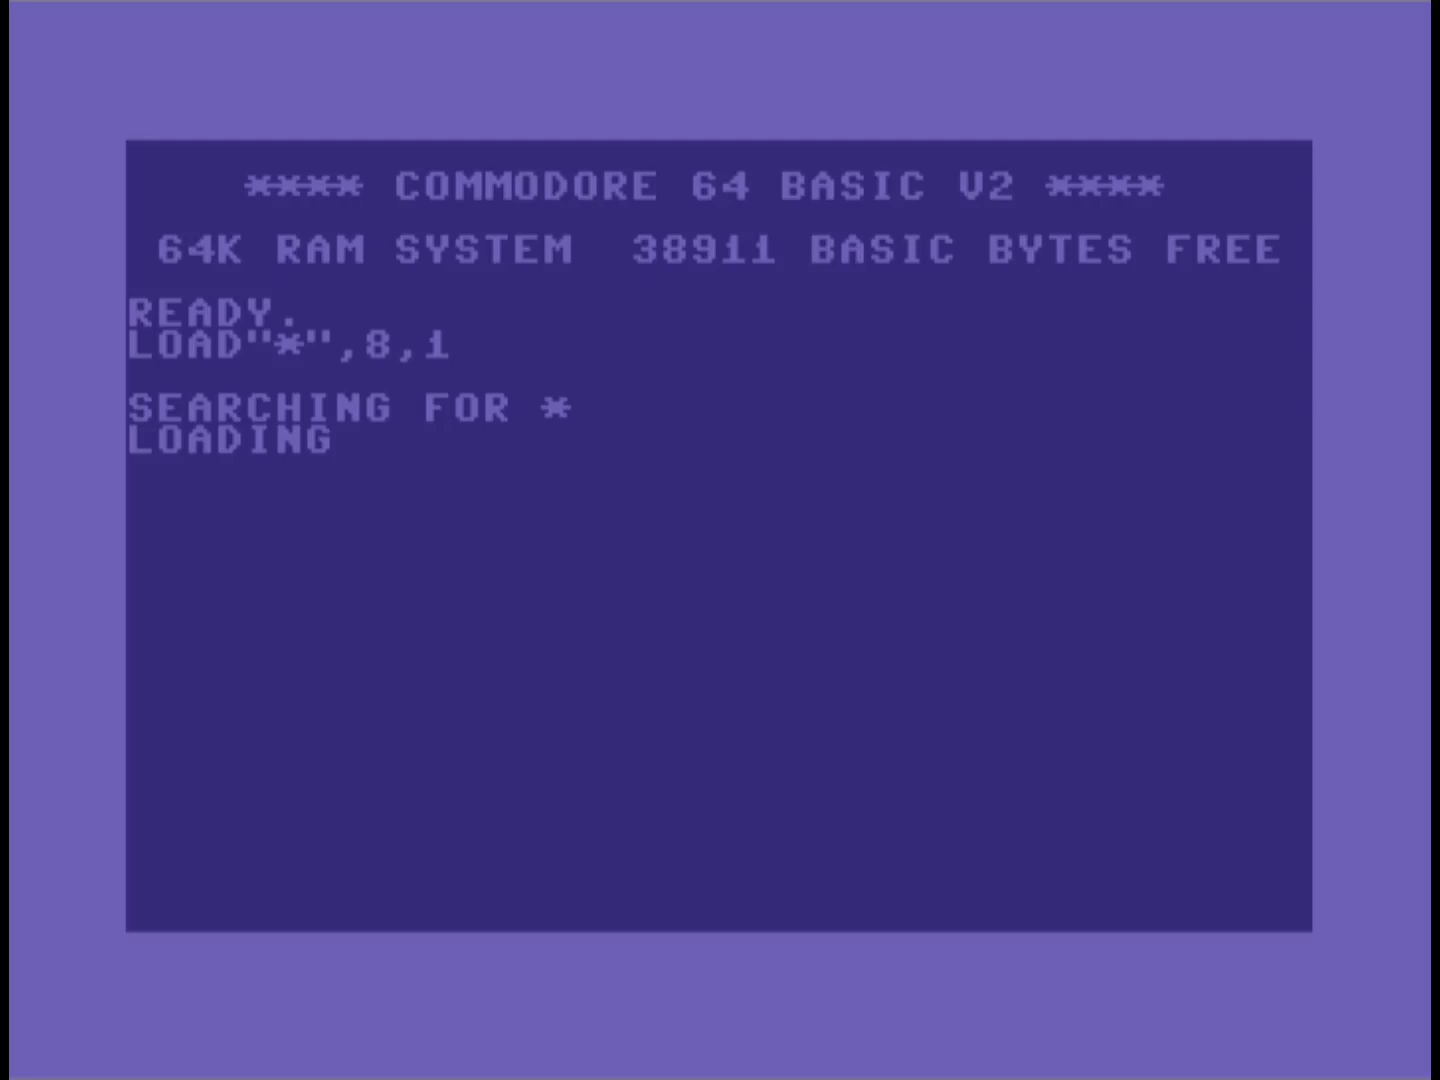 **** COMMODORE 64 BASIC V2 ****
64K RAM SYSTEM  38911 BASIC BYTES FREE
READY.
LOAD"*",8,1
SEARCHING FOR *
LOADING